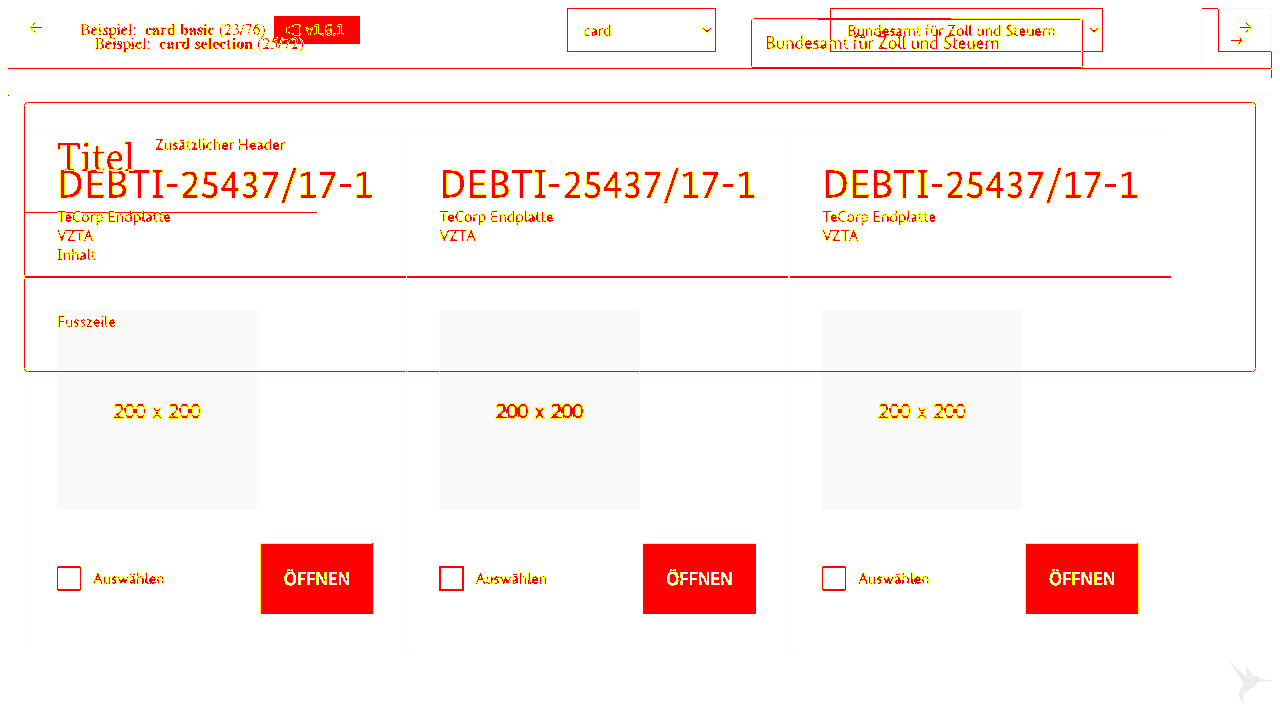 Beispiel: card basic (23/76) v1.6.1
Beispiel: card selection (25/72)
card
Bundesamt für Zoll und Steuern
Bundesamt für Zoll und Steuern
Titel Zusätzlicher Header
DEBTI-25437/17-1 DEBTI-25437/17-1 DEBTI-25437/17-1
TeCorp Endplatte TeCorp Endplatte TeCorp Endplatte
VZTA VZTA VZTA
Inhalt
Fusszeile
200 x 200 200 x 200 200 x 200
Auswählen ÖFFNEN Auswählen ÖFFNEN Auswählen ÖFFNEN